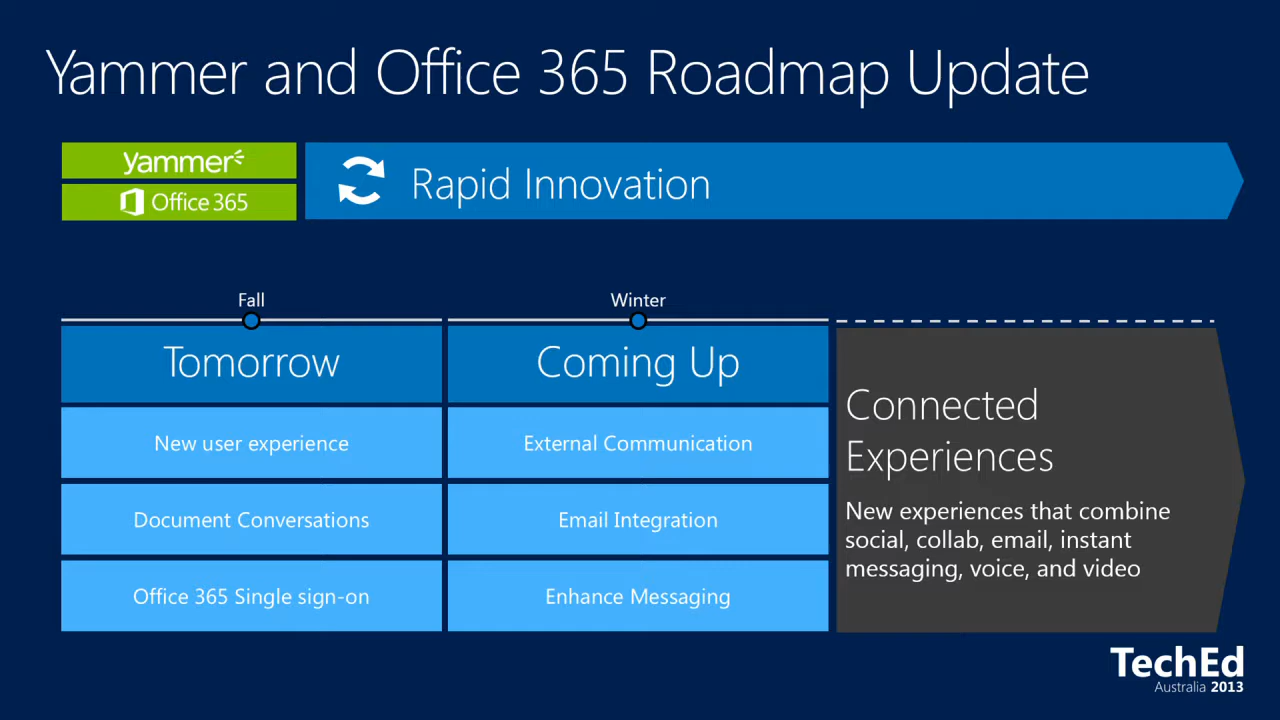 Yammer and Office 365 Roadmap Update
yammer
Office 365
Rapid Innovation
Fall
Winter
Tomorrow
Coming Up
New user experience
External Communication
Document Conversations
Email Integration
Office 365 Single sign-on
Enhance Messaging
Connected
Experiences
New experiences that combine
social, collab, email, instant
messaging, voice, and video
TechEd
Australia 2013